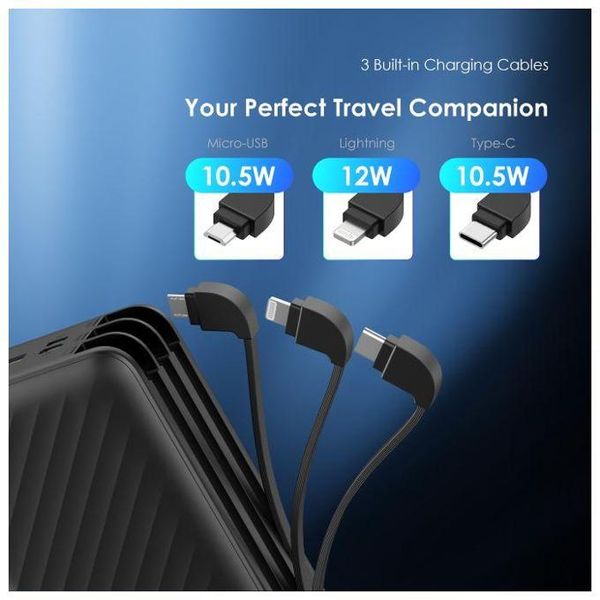 3 Built-in Charging Cables
Your Perfect Travel Companion
Micro-USB Lightning Type-C
10.5W 12W 10.5W